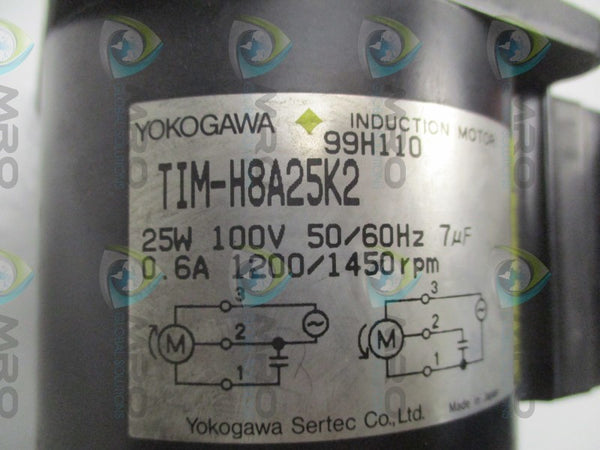 YOKOGAWA INDUCTION MOTOR
99H110
TIM-H8A25K2
25W 100V 50/60Hz 7μF
0.6A 1200/1450rpm
3 3
M 2 M 2
1 1
Yokogawa Sertec Co., Ltd. Made in Japan
MRO